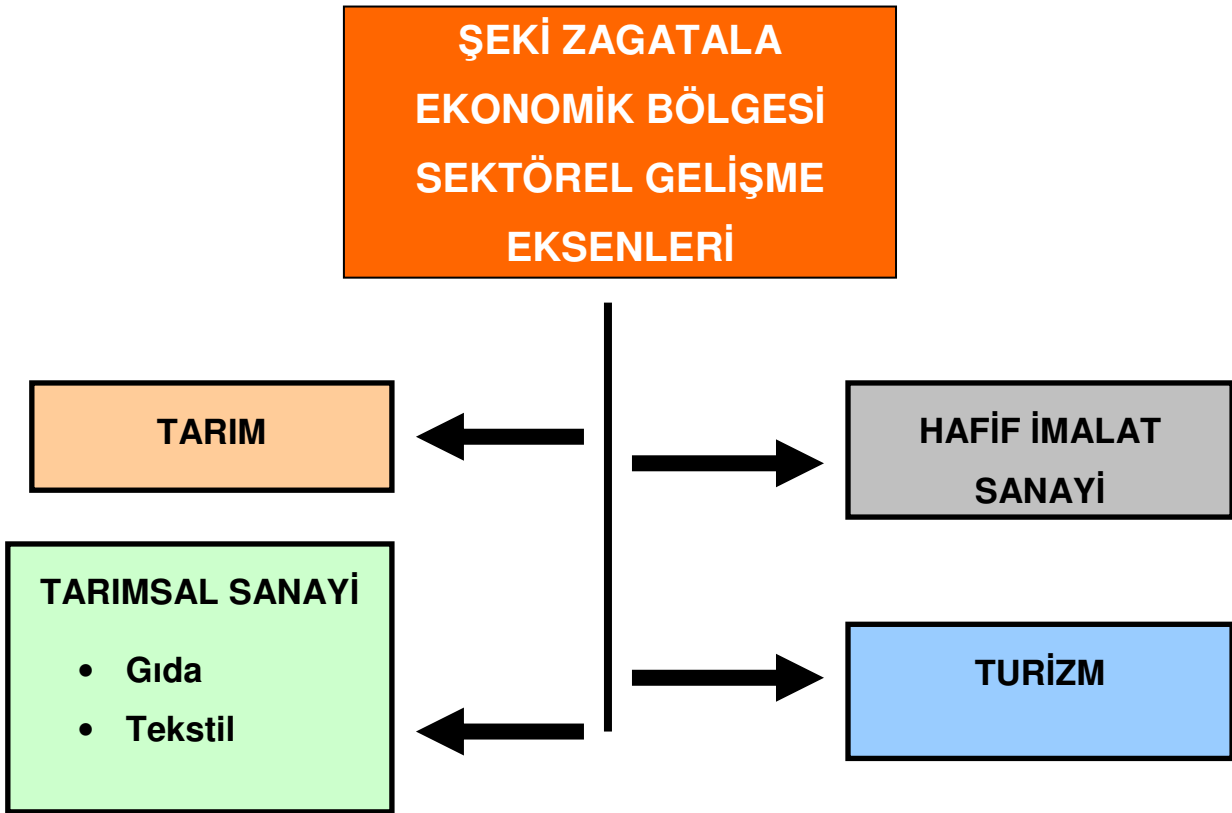 ŞEKİ ZAGATALA
EKONOMİK BÖLGESİ
SEKTÖREL GELİŞME
EKSENLERİ
TARIM
HAFİF İMALAT
SANAYİ
TARIMSAL SANAYİ
• Gıda
• Tekstil
TURİZM